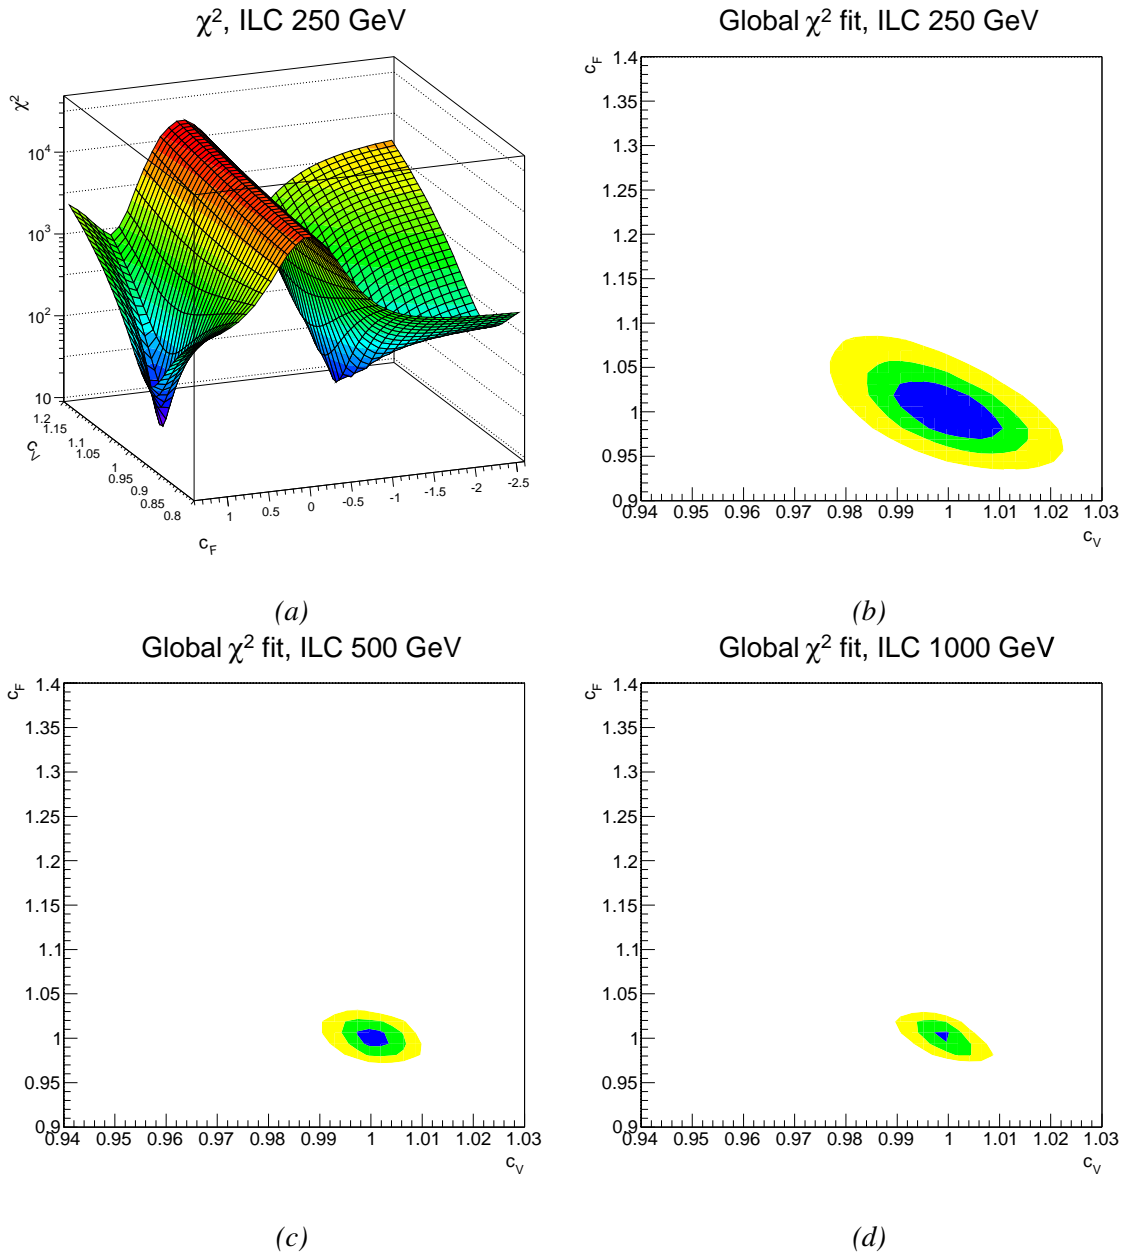 χ², ILC 250 GeV
χ²
10⁴
10³
10²
10
1.2
1.15
1.1
1.05
1
0.95
0.9
0.85
0.8
c_V
1
0.5
0
-0.5
-1
-1.5
-2
-2.5
c_F
(a)
Global χ² fit, ILC 250 GeV
c_F
1.4
1.35
1.3
1.25
1.2
1.15
1.1
1.05
1
0.95
0.9
0.94 0.95 0.96 0.97 0.98 0.99 1 1.01 1.02 1.03
c_V
(b)
Global χ² fit, ILC 500 GeV
c_F
1.4
1.35
1.3
1.25
1.2
1.15
1.1
1.05
1
0.95
0.9
0.94 0.95 0.96 0.97 0.98 0.99 1 1.01 1.02 1.03
c_V
(c)
Global χ² fit, ILC 1000 GeV
c_F
1.4
1.35
1.3
1.25
1.2
1.15
1.1
1.05
1
0.95
0.9
0.94 0.95 0.96 0.97 0.98 0.99 1 1.01 1.02 1.03
c_V
(d)